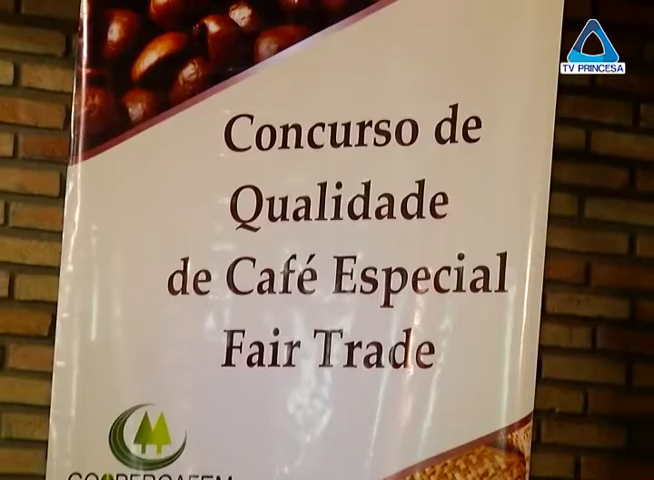 TV PRINCESA
Concurso de
Qualidade
de Café Especial
Fair Trade